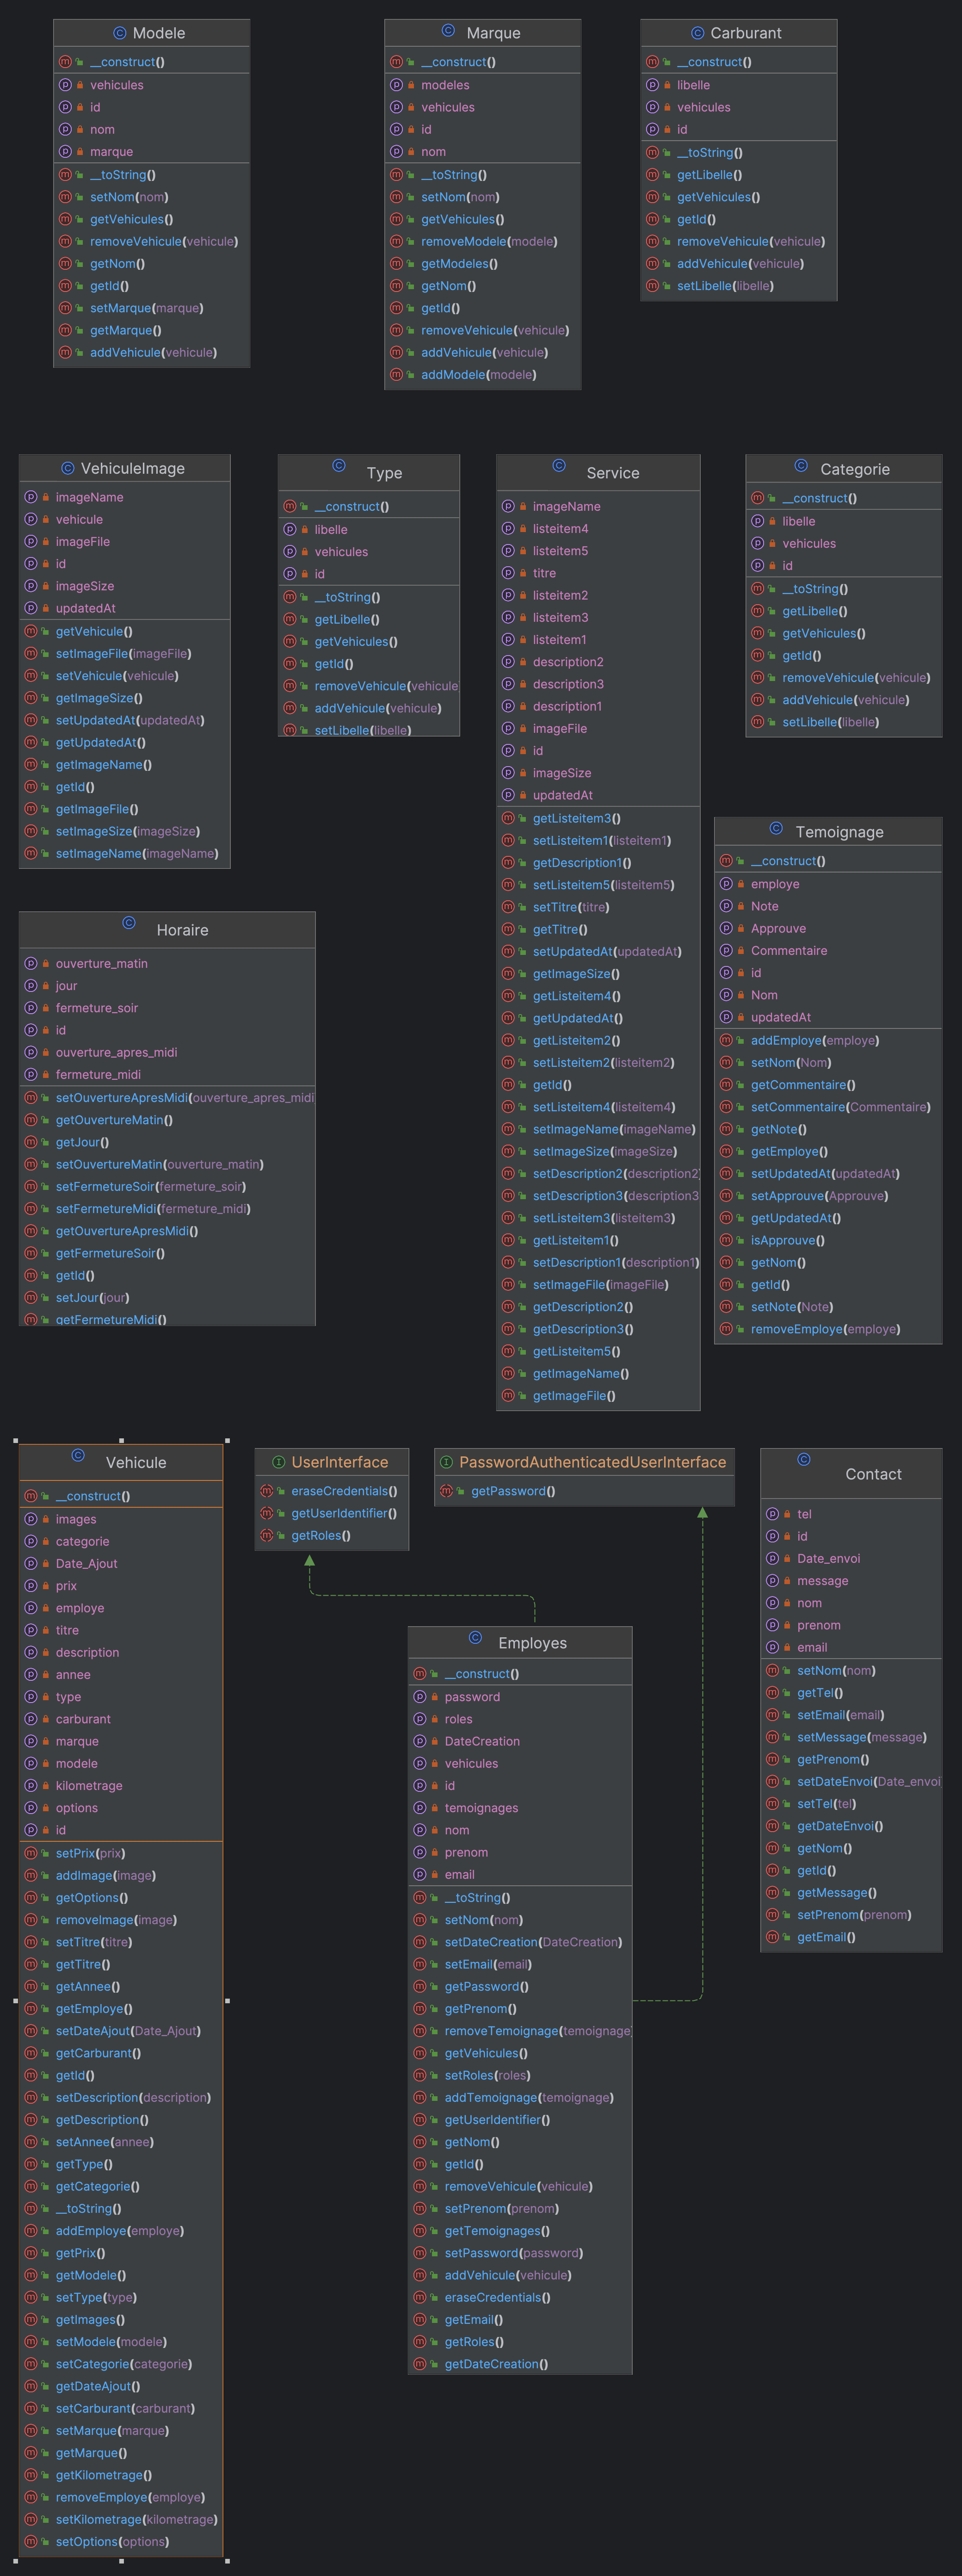 Modele
__construct()
vehicules
id
nom
marque
__toString()
setNom(nom)
getVehicules()
removeVehicule(vehicule)
getNom()
getId()
setMarque(marque)
getMarque()
addVehicule(vehicule)
Marque
__construct()
modeles
vehicules
id
nom
__toString()
setNom(nom)
getVehicules()
removeModele(modele)
getModeles()
getNom()
getId()
removeVehicule(vehicule)
addVehicule(vehicule)
addModele(modele)
Carburant
__construct()
libelle
vehicules
id
__toString()
getLibelle()
getVehicules()
getId()
removeVehicule(vehicule)
addVehicule(vehicule)
setLibelle(libelle)
VehiculeImage
imageName
vehicule
imageFile
id
imageSize
updatedAt
getVehicule()
setImageFile(imageFile)
setVehicule(vehicule)
getImageSize()
setUpdatedAt(updatedAt)
getUpdatedAt()
getImageName()
getId()
getImageFile()
setImageSize(imageSize)
setImageName(imageName)
Type
__construct()
libelle
vehicules
id
__toString()
getLibelle()
getVehicules()
getId()
removeVehicule(vehicule
addVehicule(vehicule)
setLibelle(libelle)
Service
imageName
listeitem4
listeitem5
titre
listeitem2
listeitem3
listeitem1
description2
description3
description1
imageFile
id
imageSize
updatedAt
getListeitem3()
setListeitem1(listeitem1)
getDescription1()
setListeitem5(listeitem5)
setTitre(titre)
getTitre()
setUpdatedAt(updatedAt)
getImageSize()
getListeitem4()
getUpdatedAt()
getListeitem2()
setListeitem2(listeitem2)
getId()
setListeitem4(listeitem4)
setImageName(imageName)
setImageSize(imageSize)
setDescription2(description2)
setDescription3(description3
setListeitem3(listeitem3)
getListeitem1()
setDescription1(description1)
setImageFile(imageFile)
getDescription2()
getDescription3()
getListeitem5()
getImageName()
getImageFile()
Categorie
__construct()
libelle
vehicules
id
__toString()
getLibelle()
getVehicules()
getId()
removeVehicule(vehicule)
addVehicule(vehicule)
setLibelle(libelle)
Temoignage
__construct()
employe
Note
Approuve
Commentaire
id
Nom
updatedAt
addEmploye(employe)
setNom(Nom)
getCommentaire()
setCommentaire(Commentaire)
getNote()
getEmploye()
setUpdatedAt(updatedAt)
setApprouve(Approuve)
getUpdatedAt()
isApprouve()
getNom()
getId()
setNote(Note)
removeEmploye(employe)
Horaire
ouverture_matin
jour
fermeture_soir
id
ouverture_apres_midi
fermeture_midi
setOuvertureApresMidi(ouverture_apres_midi
getOuvertureMatin()
getJour()
setOuvertureMatin(ouverture_matin)
setFermetureSoir(fermeture_soir)
setFermetureMidi(fermeture_midi)
getOuvertureApresMidi()
getFermetureSoir()
getId()
setJour(jour)
getFermetureMidi()
Vehicule
__construct()
images
categorie
Date_Ajout
prix
employe
titre
description
annee
type
carburant
marque
modele
kilometrage
options
id
setPrix(prix)
addImage(image)
getOptions()
removeImage(image)
setTitre(titre)
getTitre()
getAnnee()
getEmploye()
setDateAjout(Date_Ajout)
getCarburant()
getId()
setDescription(description)
getDescription()
setAnnee(annee)
getType()
getCategorie()
__toString()
addEmploye(employe)
getPrix()
getModele()
setType(type)
getImages()
setModele(modele)
setCategorie(categorie)
getDateAjout()
setCarburant(carburant)
setMarque(marque)
getMarque()
getKilometrage()
removeEmploye(employe)
setKilometrage(kilometrage)
setOptions(options)
UserInterface
eraseCredentials()
getUserIdentifier()
getRoles()
PasswordAuthenticatedUserInterface
getPassword()
Employes
__construct()
password
roles
DateCreation
vehicules
id
temoignages
nom
prenom
email
__toString()
setNom(nom)
setDateCreation(DateCreation)
setEmail(email)
getPassword()
getPrenom()
removeTemoignage(temoignage)
getVehicules()
setRoles(roles)
addTemoignage(temoignage)
getUserIdentifier()
getNom()
getId()
removeVehicule(vehicule)
setPrenom(prenom)
getTemoignages()
setPassword(password)
addVehicule(vehicule)
eraseCredentials()
getEmail()
getRoles()
getDateCreation()
Contact
tel
id
Date_envoi
message
nom
prenom
email
setNom(nom)
getTel()
setEmail(email)
setMessage(message)
getPrenom()
setDateEnvoi(Date_envoi
setTel(tel)
getDateEnvoi()
getNom()
getId()
getMessage()
setPrenom(prenom)
getEmail()